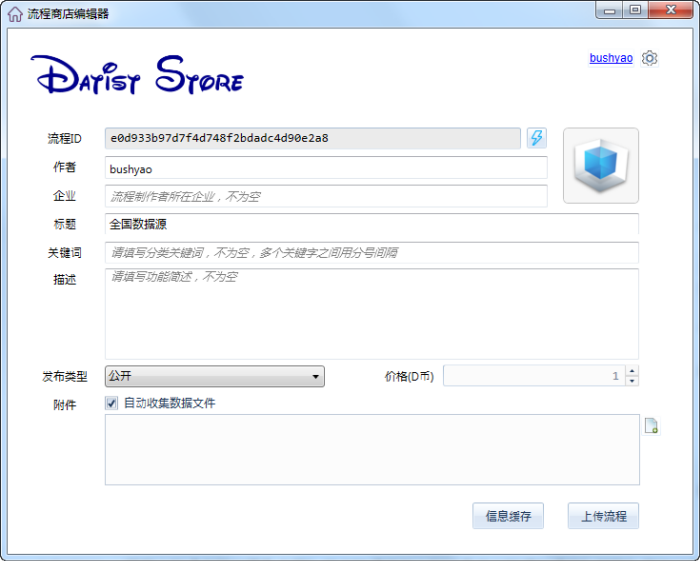 流程商店编辑器
DATIST STORE
bushyao
流程ID e0d933b97d7f4d748f2bdadc4d90e2a8
作者 bushyao
企业 流程制作者所在企业，不为空
标题 全国数据源
关键词 请填写分类关键词，不为空，多个关键字之间用分号间隔
描述 请填写功能简述，不为空
发布类型 公开 价格(D币) 1
附件 自动收集数据文件
信息缓存 上传流程